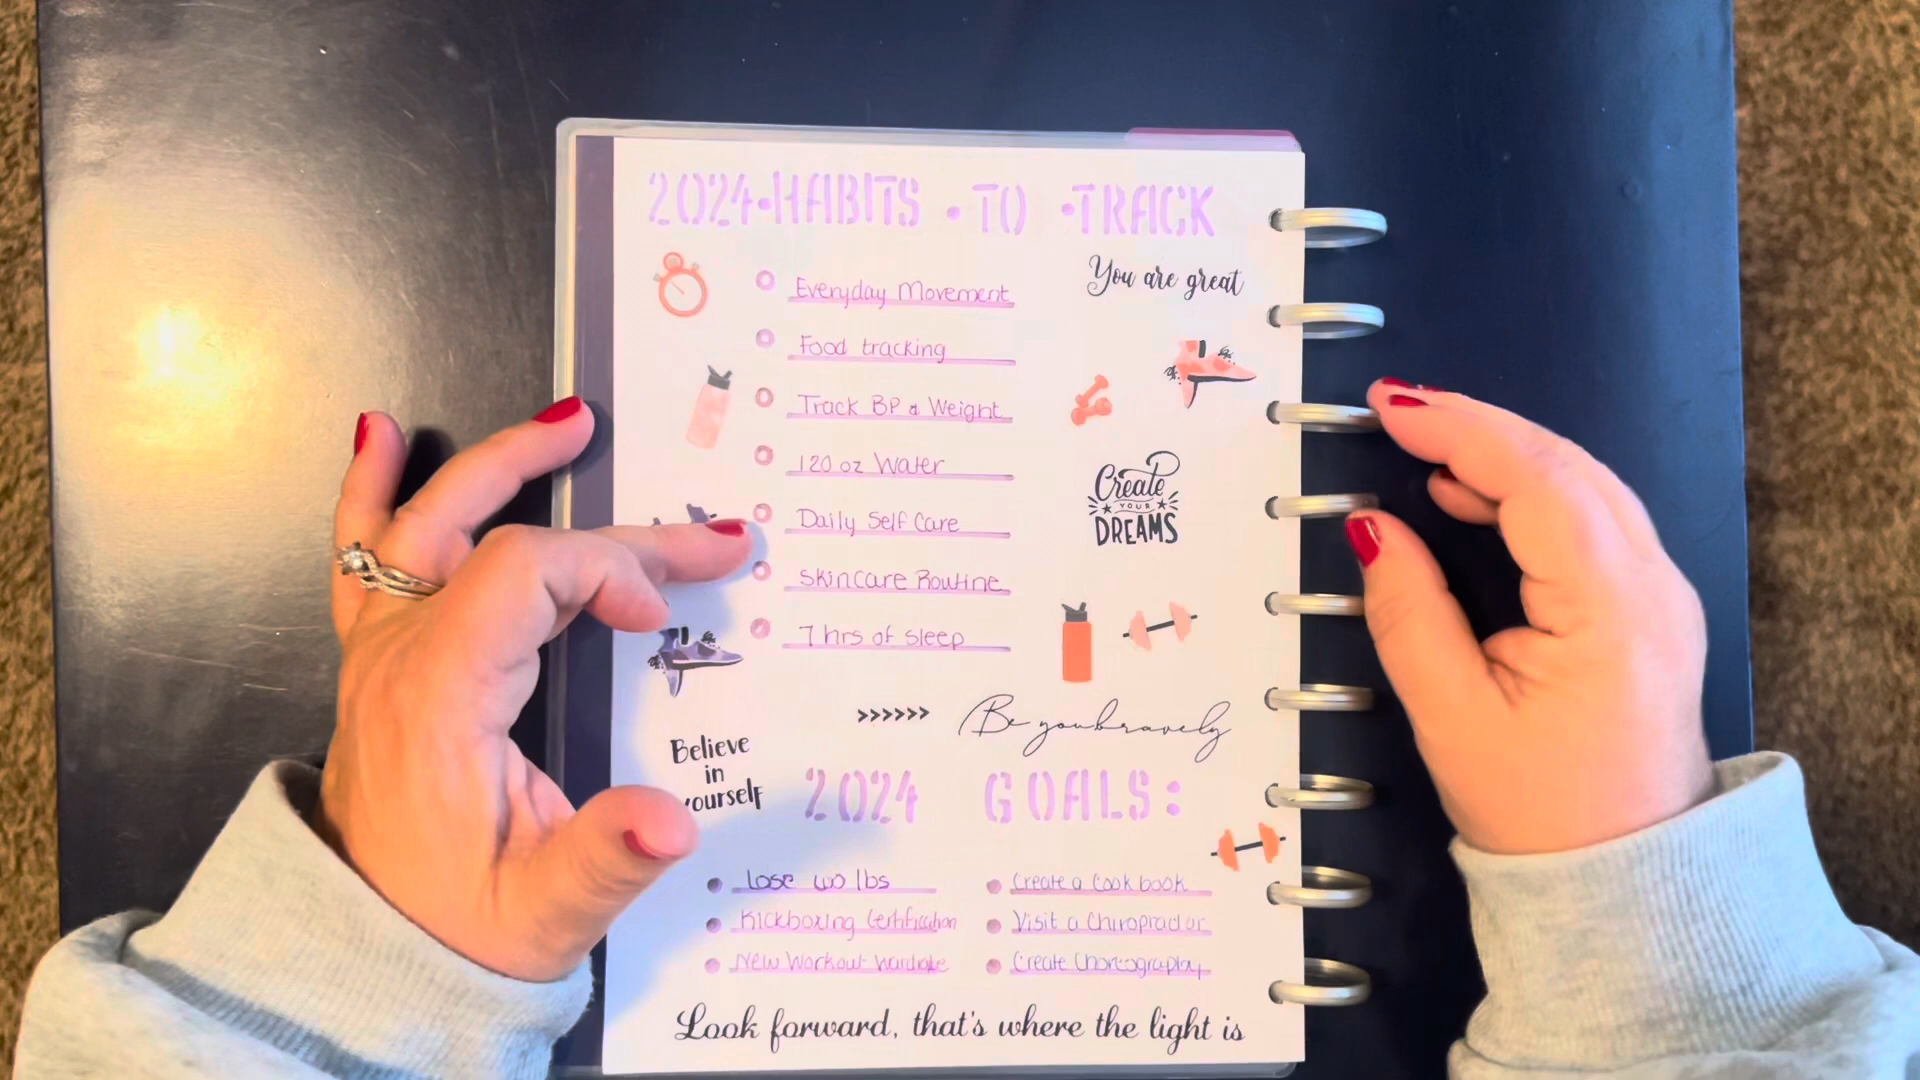 2024•HABITS • TO •TRACK
You are great
Everyday Movement
Food tracking
Track BP & Weight
120 oz Water
Create
YOUR
DREAMS
Daily Self Care
Skincare Routine
7 hrs of sleep
>>>>>> Be you bravely
Believe
in
yourself
2024 GOALS:
Lose lbs
Kickboxing Certification
New Workout Wardrobe
Create a Cook book
Visit a Chiropractor
Create Choreography
Look forward, that's where the light is